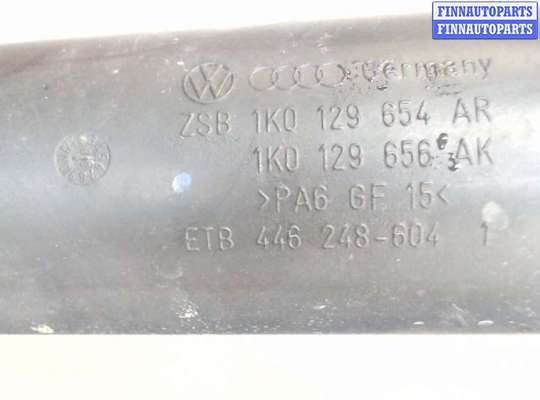 FINNAUTOPARTS
FINNAUTOPARTS
Germany
ZSB 1K0 129 654 AR
1K0 129 656 AK
>PA6 GF 15<
ETB 446 248-604 1